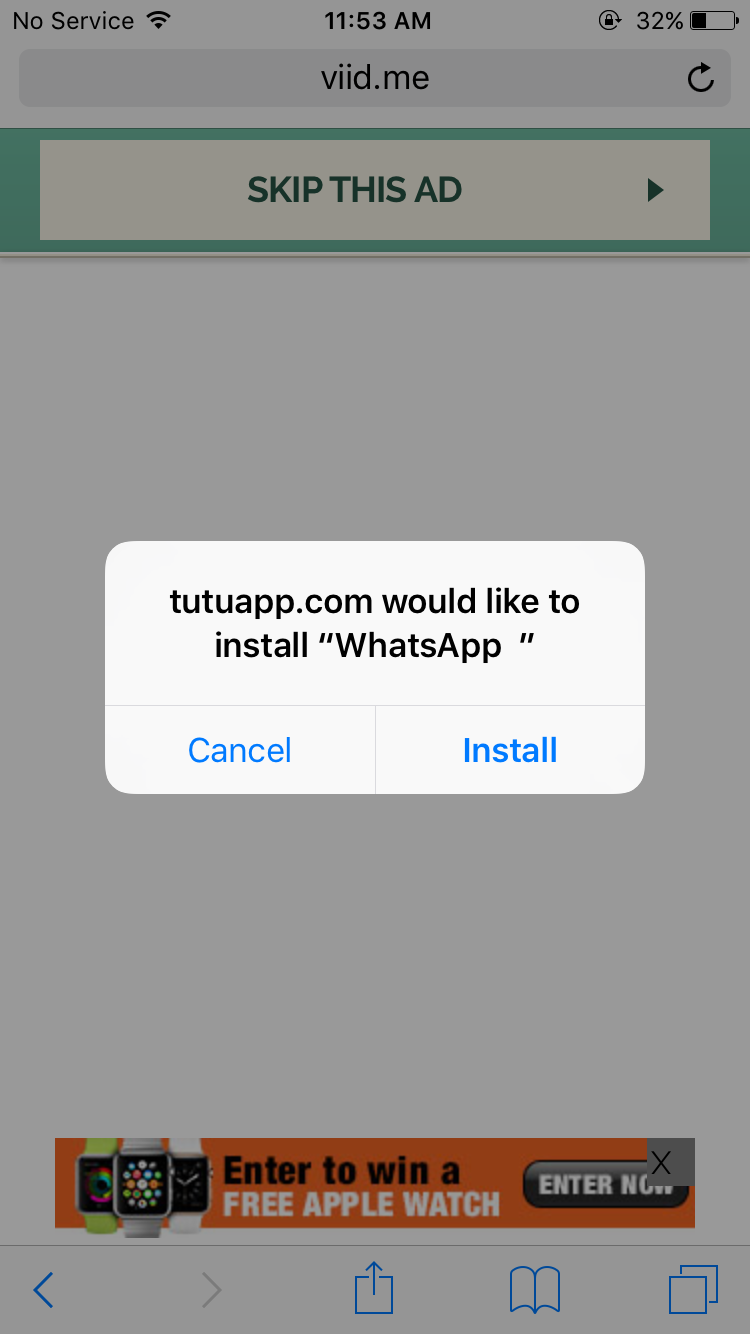 No Service 11:53 AM 32%
viid.me
SKIP THIS AD
tutuapp.com would like to
install “WhatsApp  ”
Cancel Install
Enter to win a
FREE APPLE WATCH
ENTER NOW
X